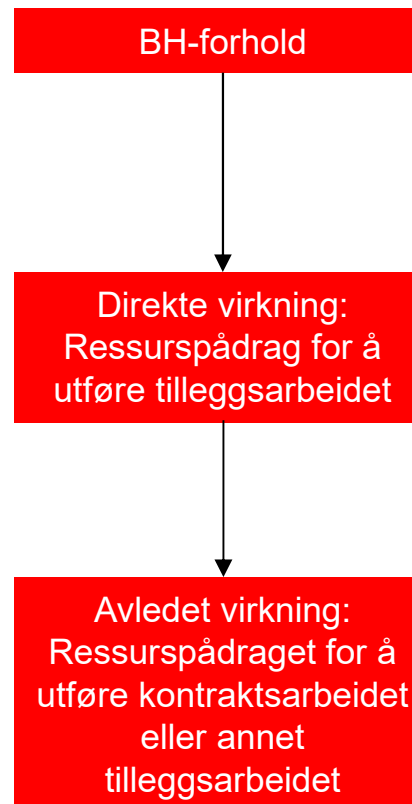 BH-forhold
Direkte virkning:
Ressurspådrag for å
utføre tilleggsarbeidet
Avledet virkning:
Ressurspådraget for å
utføre kontraktsarbeidet
eller annet
tilleggsarbeidet